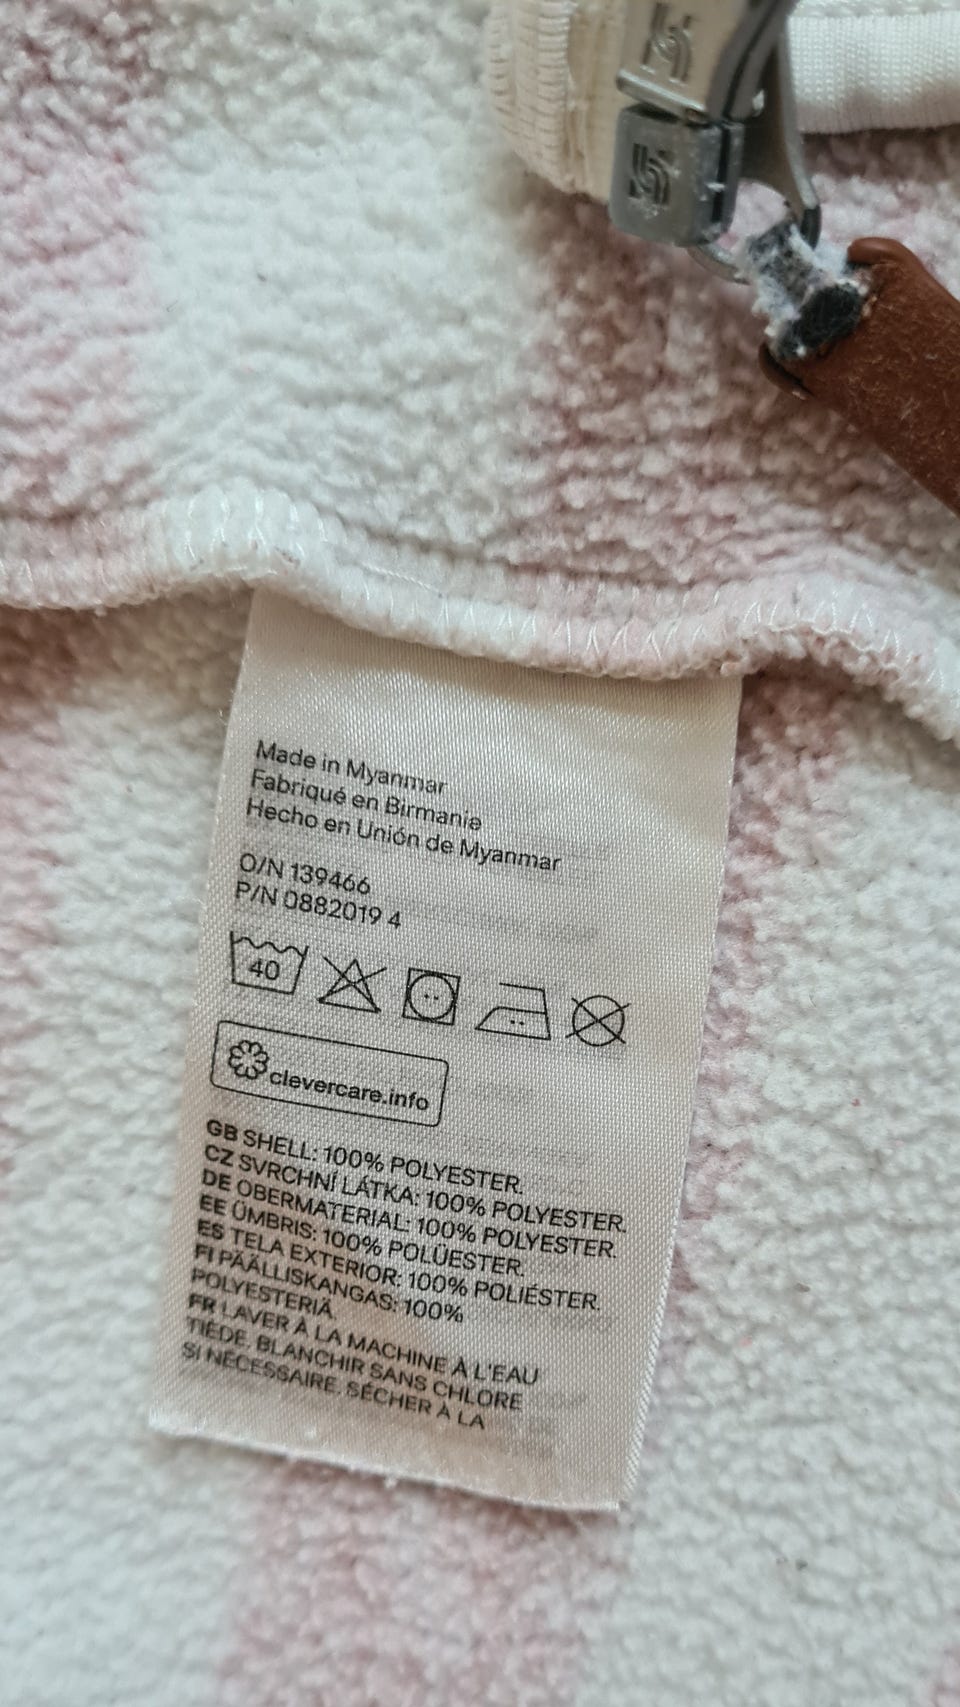 Made in Myanmar
Fabriqué en Birmanie
Hecho en Unión de Myanmar
O/N 139466
P/N 0882019 4
40
clevercare.info
GB SHELL: 100% POLYESTER.
CZ SVRCHNÍ LÁTKA: 100% POLYESTER.
DE OBERMATERIAL: 100% POLYESTER.
EE ÜMBRIS: 100% POLÜESTER.
ES TELA EXTERIOR: 100% POLIÉSTER.
FI PÄÄLLISKANGAS: 100%
POLYESTERIÄ.
FR LAVER À LA MACHINE À L'EAU
TIÈDE. BLANCHIR SANS CHLORE
SI NÉCESSAIRE. SÉCHER À LA